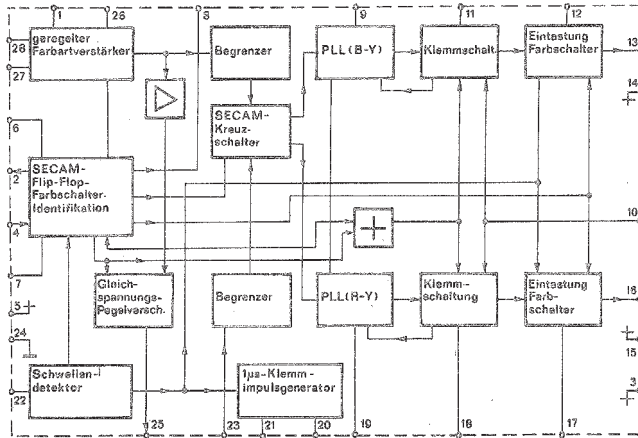 1
26
8
9
11
12
28
geregelter
Farbartverstärker
27
Begrenzer
PLL(B-Y)
Klemmschalt.
Eintastung
Farbschalter
13
14
6
SECAM-
Kreuz-
schalter
2
SECAM-
Flip-Flop-
Farbschalter-
Identifikation
4
10
7
5
24
Gleich-
spannungs-
Pegelversch.
Begrenzer
PLL(R-Y)
Klemm-
schaltung
Eintastung
Farb-
schalter
16
15
3
22
Schwellen-
detektor
1µs-Klemm-
impulsgenerator
25
23
21
20
19
18
17